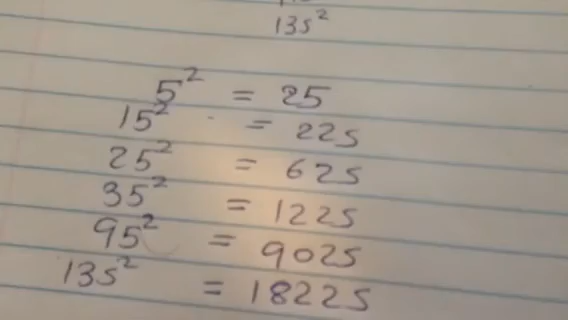 135²
5² = 25
15² = 225
25² = 625
35² = 1225
95² = 9025
135² = 18225